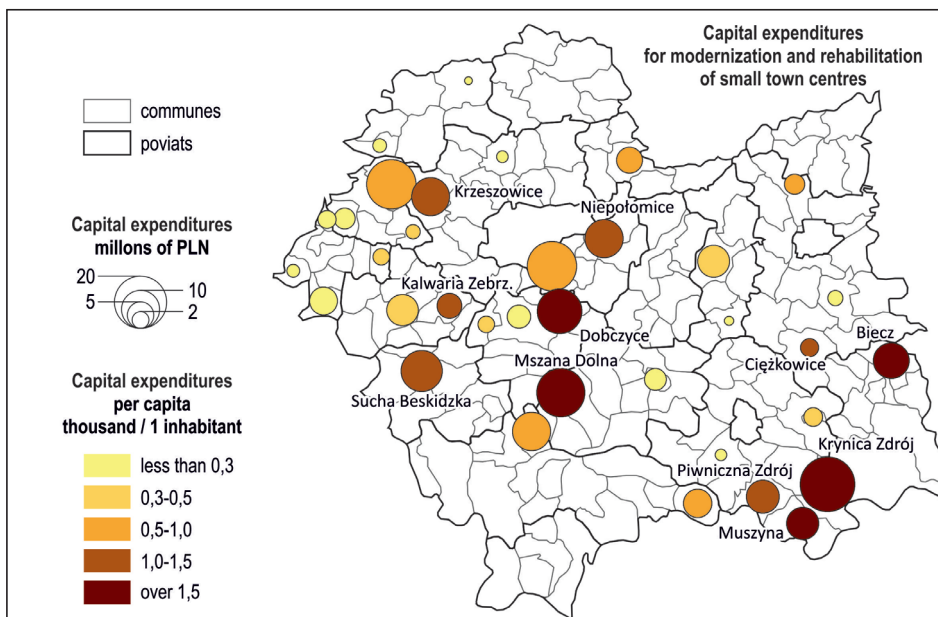 Capital expenditures
for modernization and rehabilitation
of small town centres
communes
poviats
Capital expenditures
millons of PLN
20
5
10
2
Capital expenditures
per capita
thousand / 1 inhabitant
less than 0,3
0,3-0,5
0,5-1,0
1,0-1,5
over 1,5
Krzeszowice
Niepołomice
Kalwaria Zebrz.
Dobczyce
Mszana Dolna
Biecz
Ciężkowice
Sucha Beskidzka
Krynica Zdrój
Piwniczna Zdrój
Muszyna